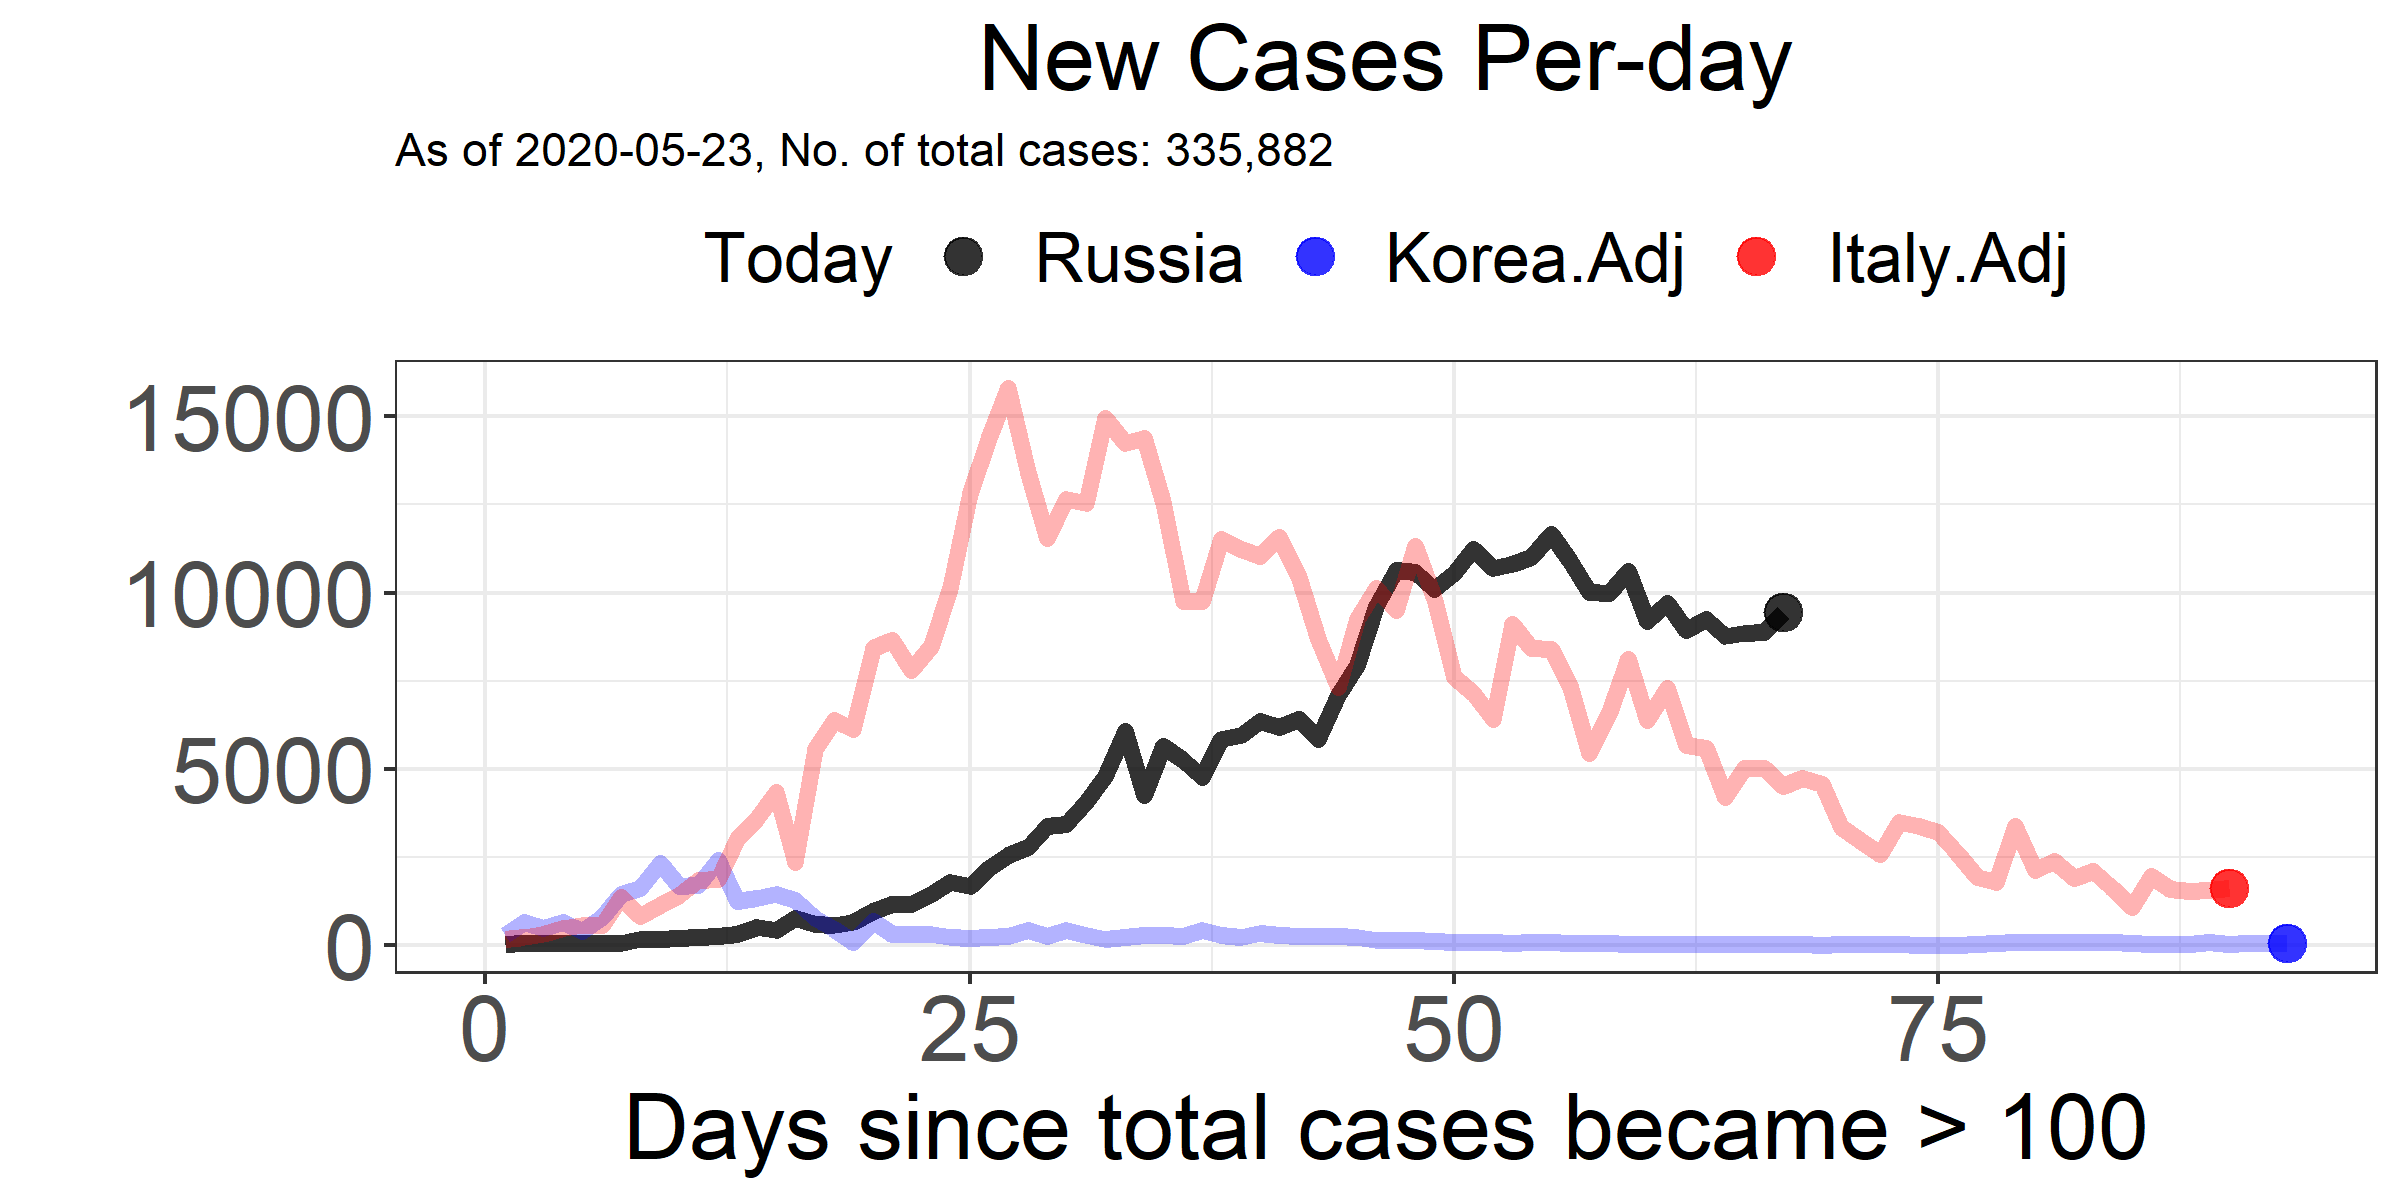 New Cases Per-day
As of 2020-05-23, No. of total cases: 335,882
Today Russia Korea.Adj Italy.Adj
15000
10000
5000
0
0 25 50 75
Days since total cases became > 100